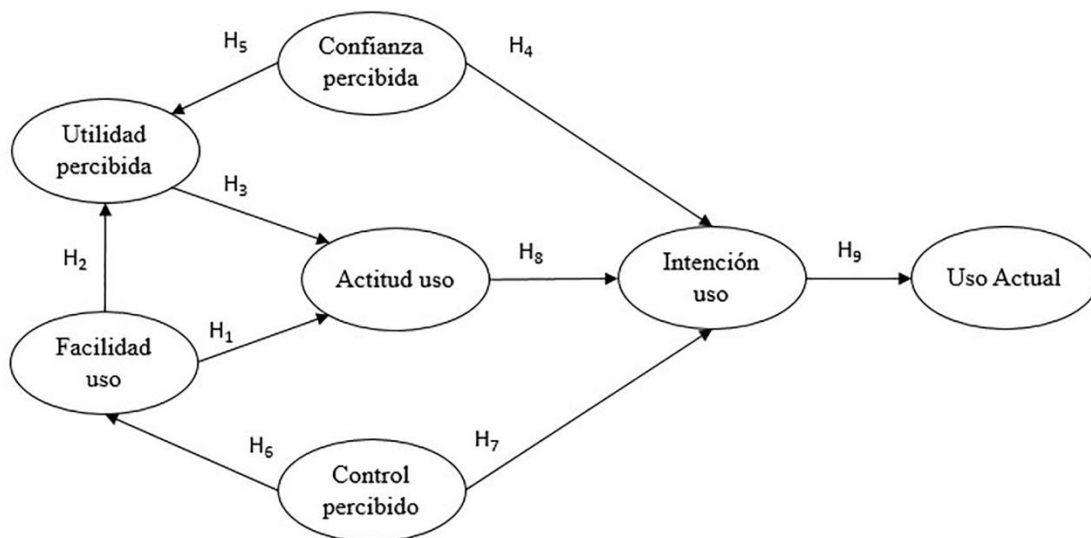 H₅
Confianza
percibida
H₄
Utilidad
percibida
H₃
H₂
Actitud uso
H₈
Intención
uso
H₉
Uso Actual
H₁
Facilidad
uso
H₆
Control
percibido
H₇